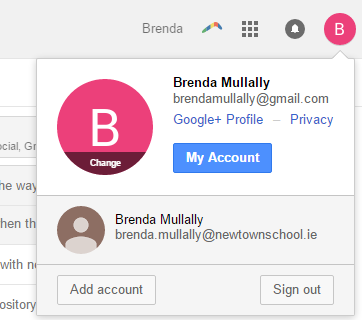 Brenda
B
Brenda Mullally
brendamullally@gmail.com
Google+ Profile – Privacy
B
Change
My Account
ocial, Gr
he way
Brenda Mullally
hen th
brenda.mullally@newtownschool.ie
with ne
Add account Sign out
ository